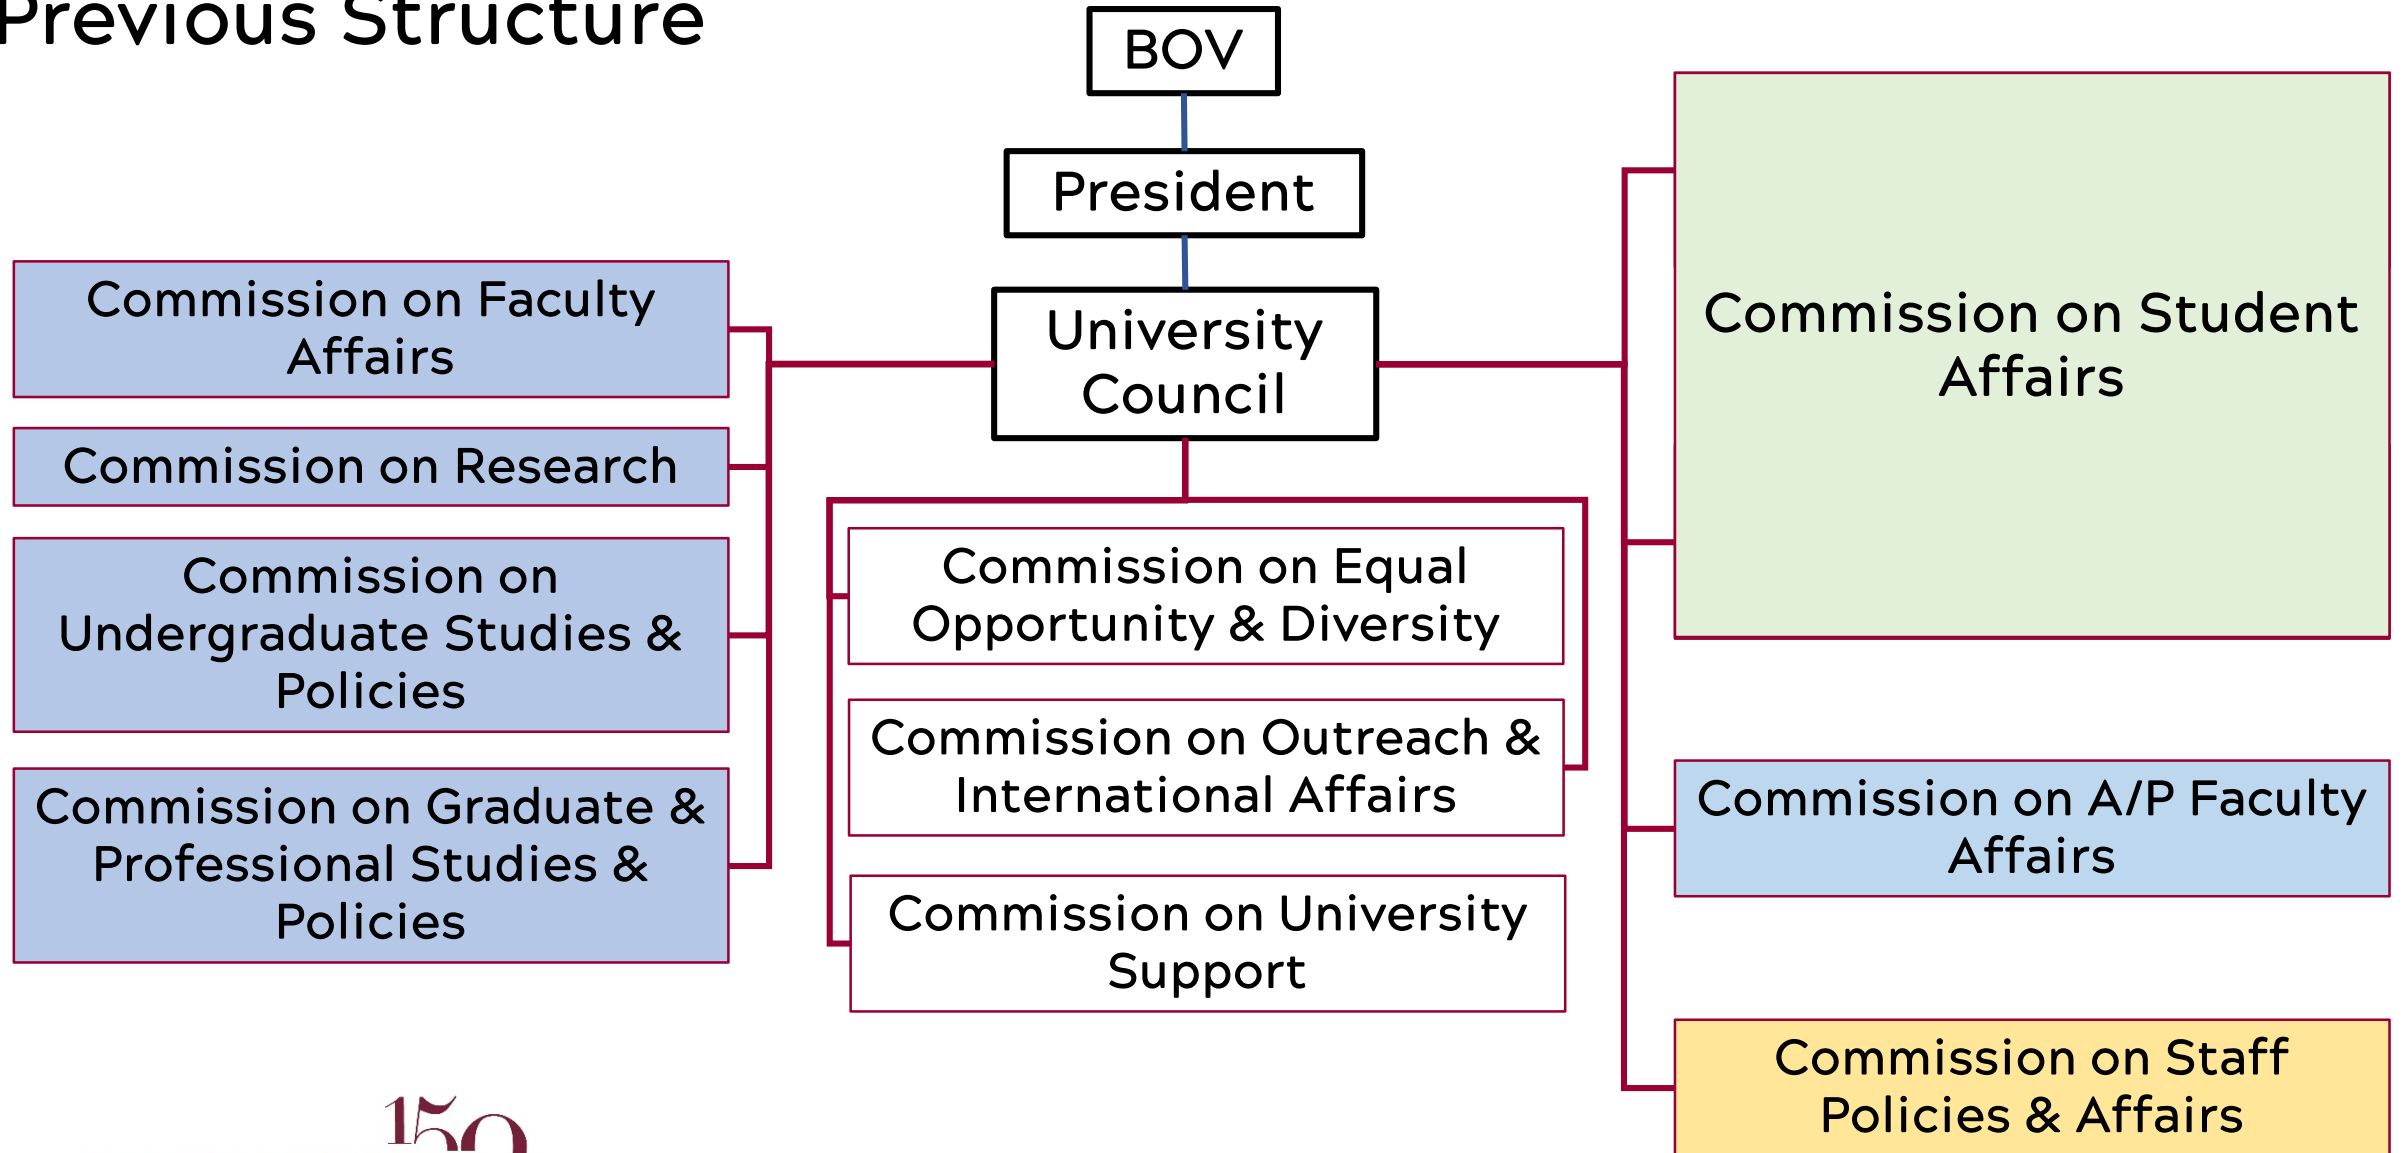 Previous Structure
BOV
President
University
Council
Commission on Faculty
Affairs
Commission on Research
Commission on
Undergraduate Studies &
Policies
Commission on Graduate &
Professional Studies &
Policies
Commission on Equal
Opportunity & Diversity
Commission on Outreach &
International Affairs
Commission on University
Support
Commission on Student
Affairs
Commission on A/P Faculty
Affairs
Commission on Staff
Policies & Affairs
150